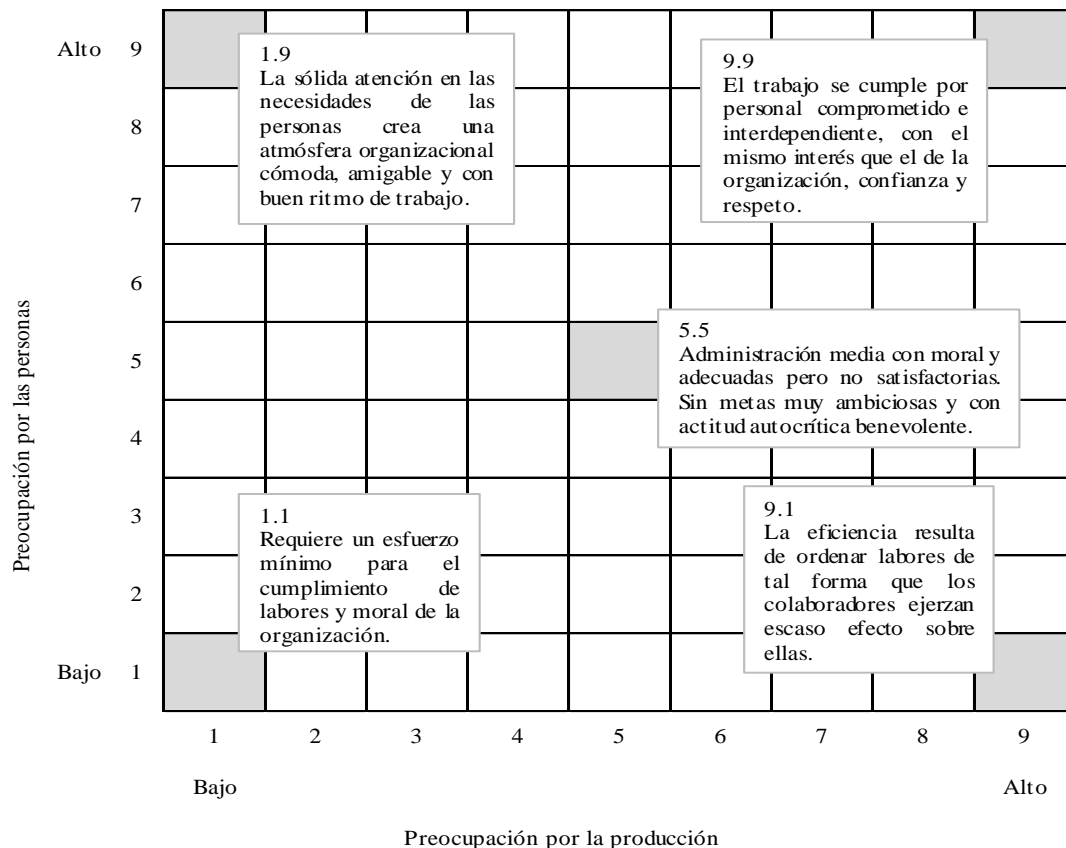 Alto 9
1.9
La sólida atención en las
necesidades de las
personas crea una
atmósfera organizacional
cómoda, amigable y con
buen ritmo de trabajo.
9.9
El trabajo se cumple por
personal comprometido e
interdependiente, con el
mismo interés que el de la
organización, confianza y
respeto.
8
7
6
Preocupación por las personas
5
5.5
Administración media con moral y
adecuadas pero no satisfactorias.
Sin metas muy ambiciosas y con
actitud autocrítica benevolente.
4
3
1.1
Requiere un esfuerzo
mínimo para el
cumplimiento de
labores y moral de la
organización.
9.1
La eficiencia resulta
de ordenar labores de
tal forma que los
colaboradores ejerzan
escaso efecto sobre
ellas.
2
Bajo 1
1 2 3 4 5 6 7 8 9
Bajo Alto
Preocupación por la producción